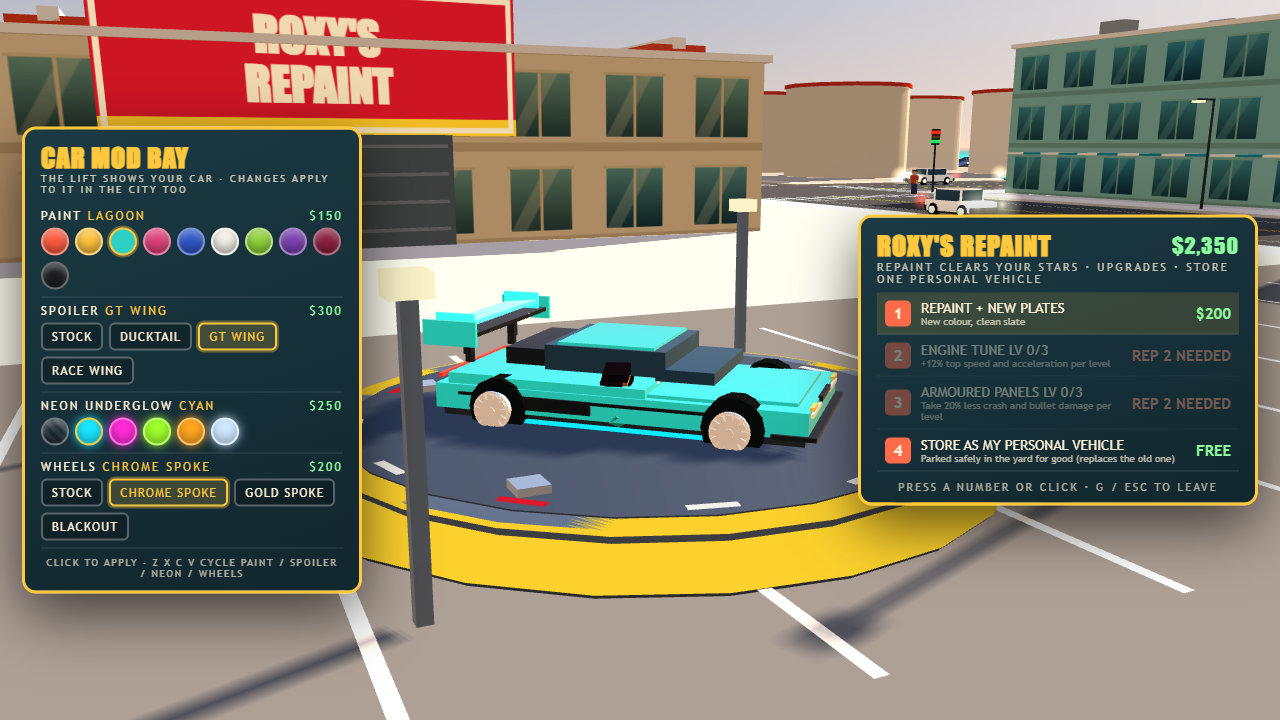 ROXY'S
REPAINT
CAR MOD BAY
THE LIFT SHOWS YOUR CAR - CHANGES APPLY
TO IT IN THE CITY TOO
PAINT LAGOON $150
SPOILER GT WING $300
STOCK DUCKTAIL GT WING
RACE WING
NEON UNDERGLOW CYAN $250
WHEELS CHROME SPOKE $200
STOCK CHROME SPOKE GOLD SPOKE
BLACKOUT
CLICK TO APPLY - Z X C V CYCLE PAINT / SPOILER
/ NEON / WHEELS
ROXY'S REPAINT $2,350
REPAINT CLEARS YOUR STARS · UPGRADES · STORE
ONE PERSONAL VEHICLE
1 REPAINT + NEW PLATES $200
New colour, clean slate
2 ENGINE TUNE LV 0/3 REP 2 NEEDED
+12% top speed and acceleration per level
3 ARMOURED PANELS LV 0/3 REP 2 NEEDED
Take 20% less crash and bullet damage per
level
4 STORE AS MY PERSONAL VEHICLE FREE
Parked safely in the yard for good (replaces the old one)
PRESS A NUMBER OR CLICK · G / ESC TO LEAVE